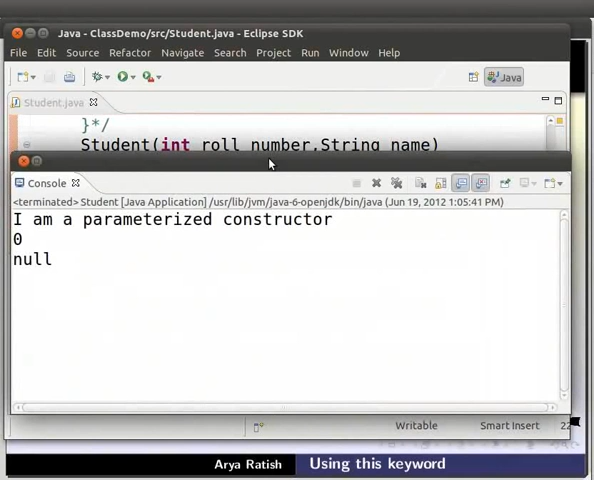 Java - ClassDemo/src/Student.java - Eclipse SDK
File Edit Source Refactor Navigate Search Project Run Window Help
Java
Student.java
}*/
Student(int roll_number,String name)
Console
<terminated> Student [Java Application] /usr/lib/jvm/java-6-openjdk/bin/java (Jun 19, 2012 1:05:41 PM)
I am a parameterized constructor
0
null
Writable Smart Insert 22
Arya Ratish Using this keyword